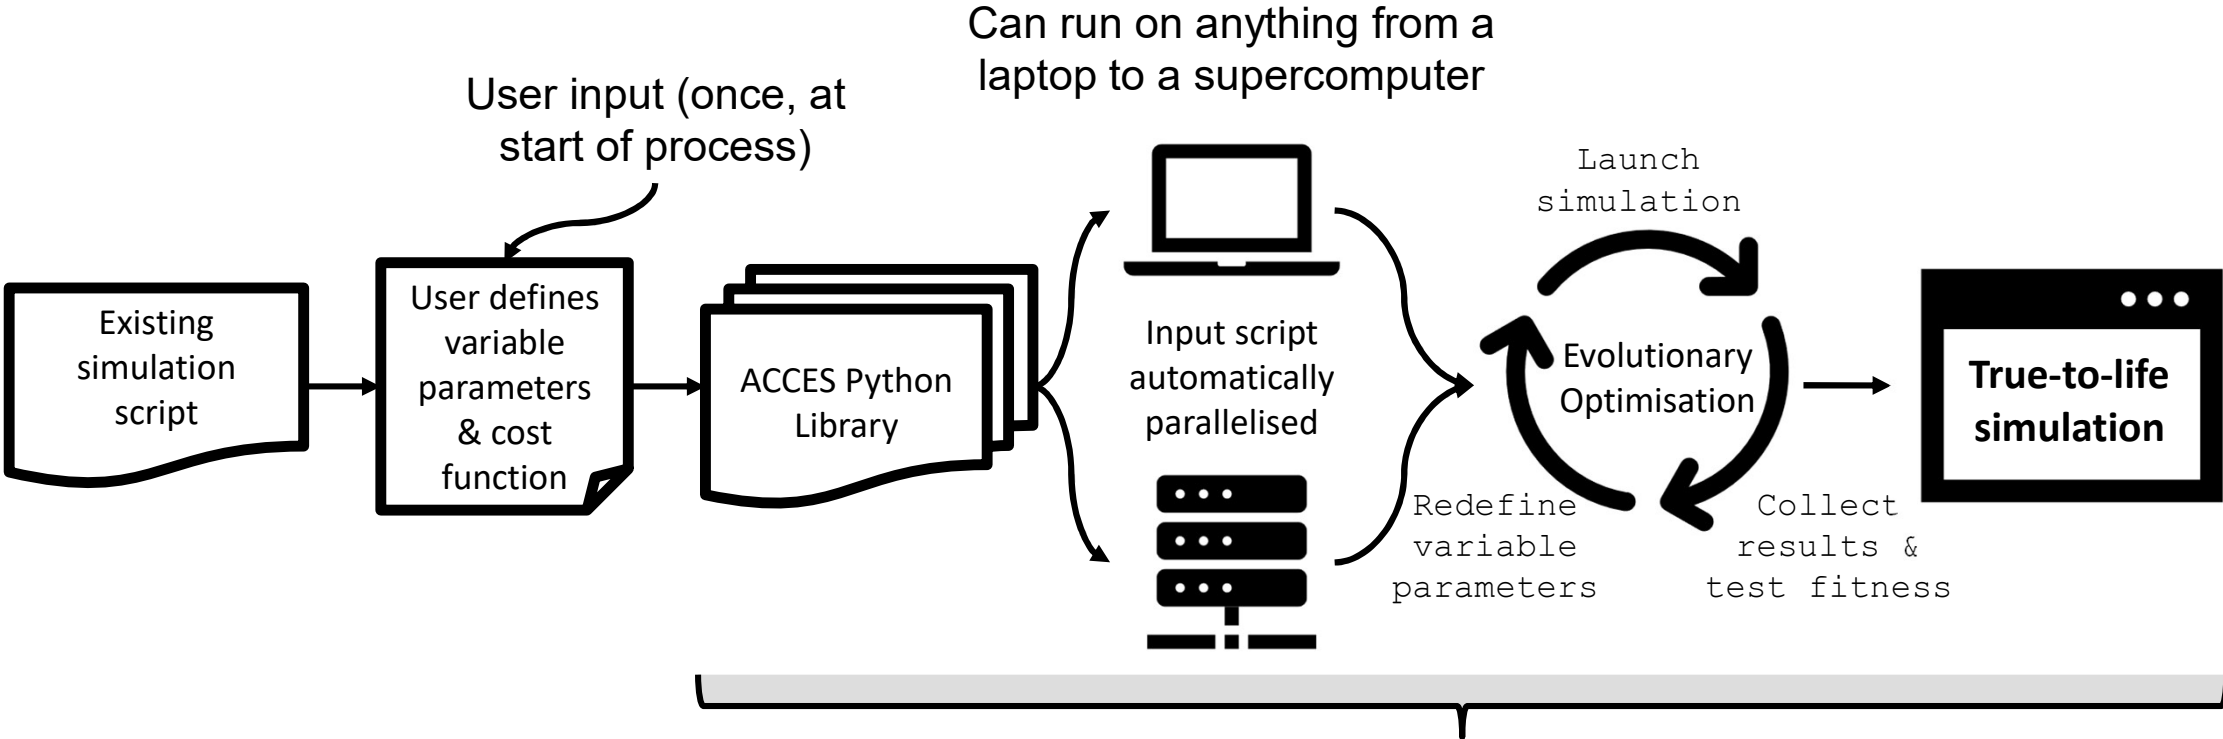 Can run on anything from a
laptop to a supercomputer
User input (once, at
start of process)
Existing
simulation
script
User defines
variable
parameters
& cost
function
ACCES Python
Library
Input script
automatically
parallelised
Launch
simulation
Evolutionary
Optimisation
Redefine
variable
parameters
Collect
results &
test fitness
True-to-life
simulation